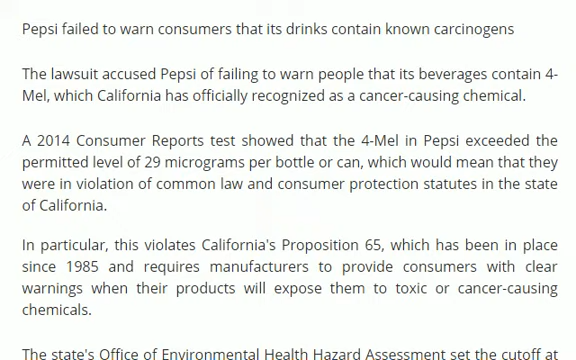 Pepsi failed to warn consumers that its drinks contain known carcinogens
The lawsuit accused Pepsi of failing to warn people that its beverages contain 4-
Mel, which California has officially recognized as a cancer-causing chemical.
A 2014 Consumer Reports test showed that the 4-Mel in Pepsi exceeded the
permitted level of 29 micrograms per bottle or can, which would mean that they
were in violation of common law and consumer protection statutes in the state
of California.
In particular, this violates California's Proposition 65, which has been in place
since 1985 and requires manufacturers to provide consumers with clear
warnings when their products will expose them to toxic or cancer-causing
chemicals.
The state's Office of Environmental Health Hazard Assessment set the cutoff at